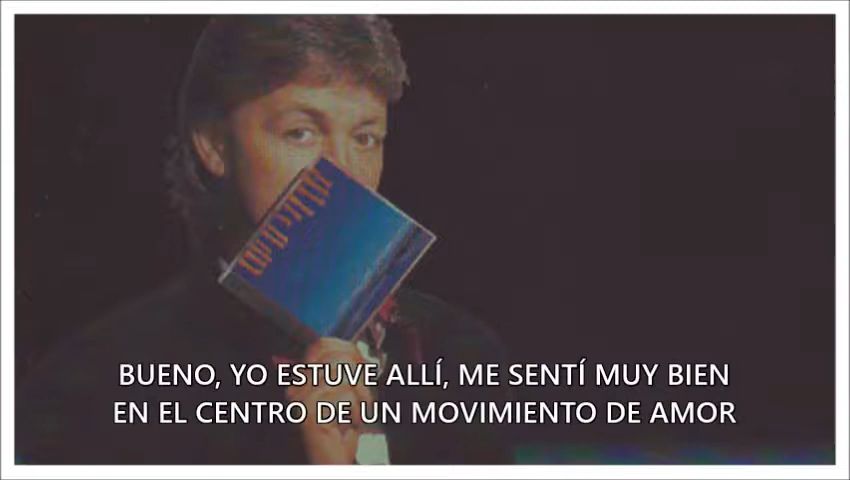 BUENO, YO ESTUVE ALLÍ, ME SENTÍ MUY BIEN
EN EL CENTRO DE UN MOVIMIENTO DE AMOR